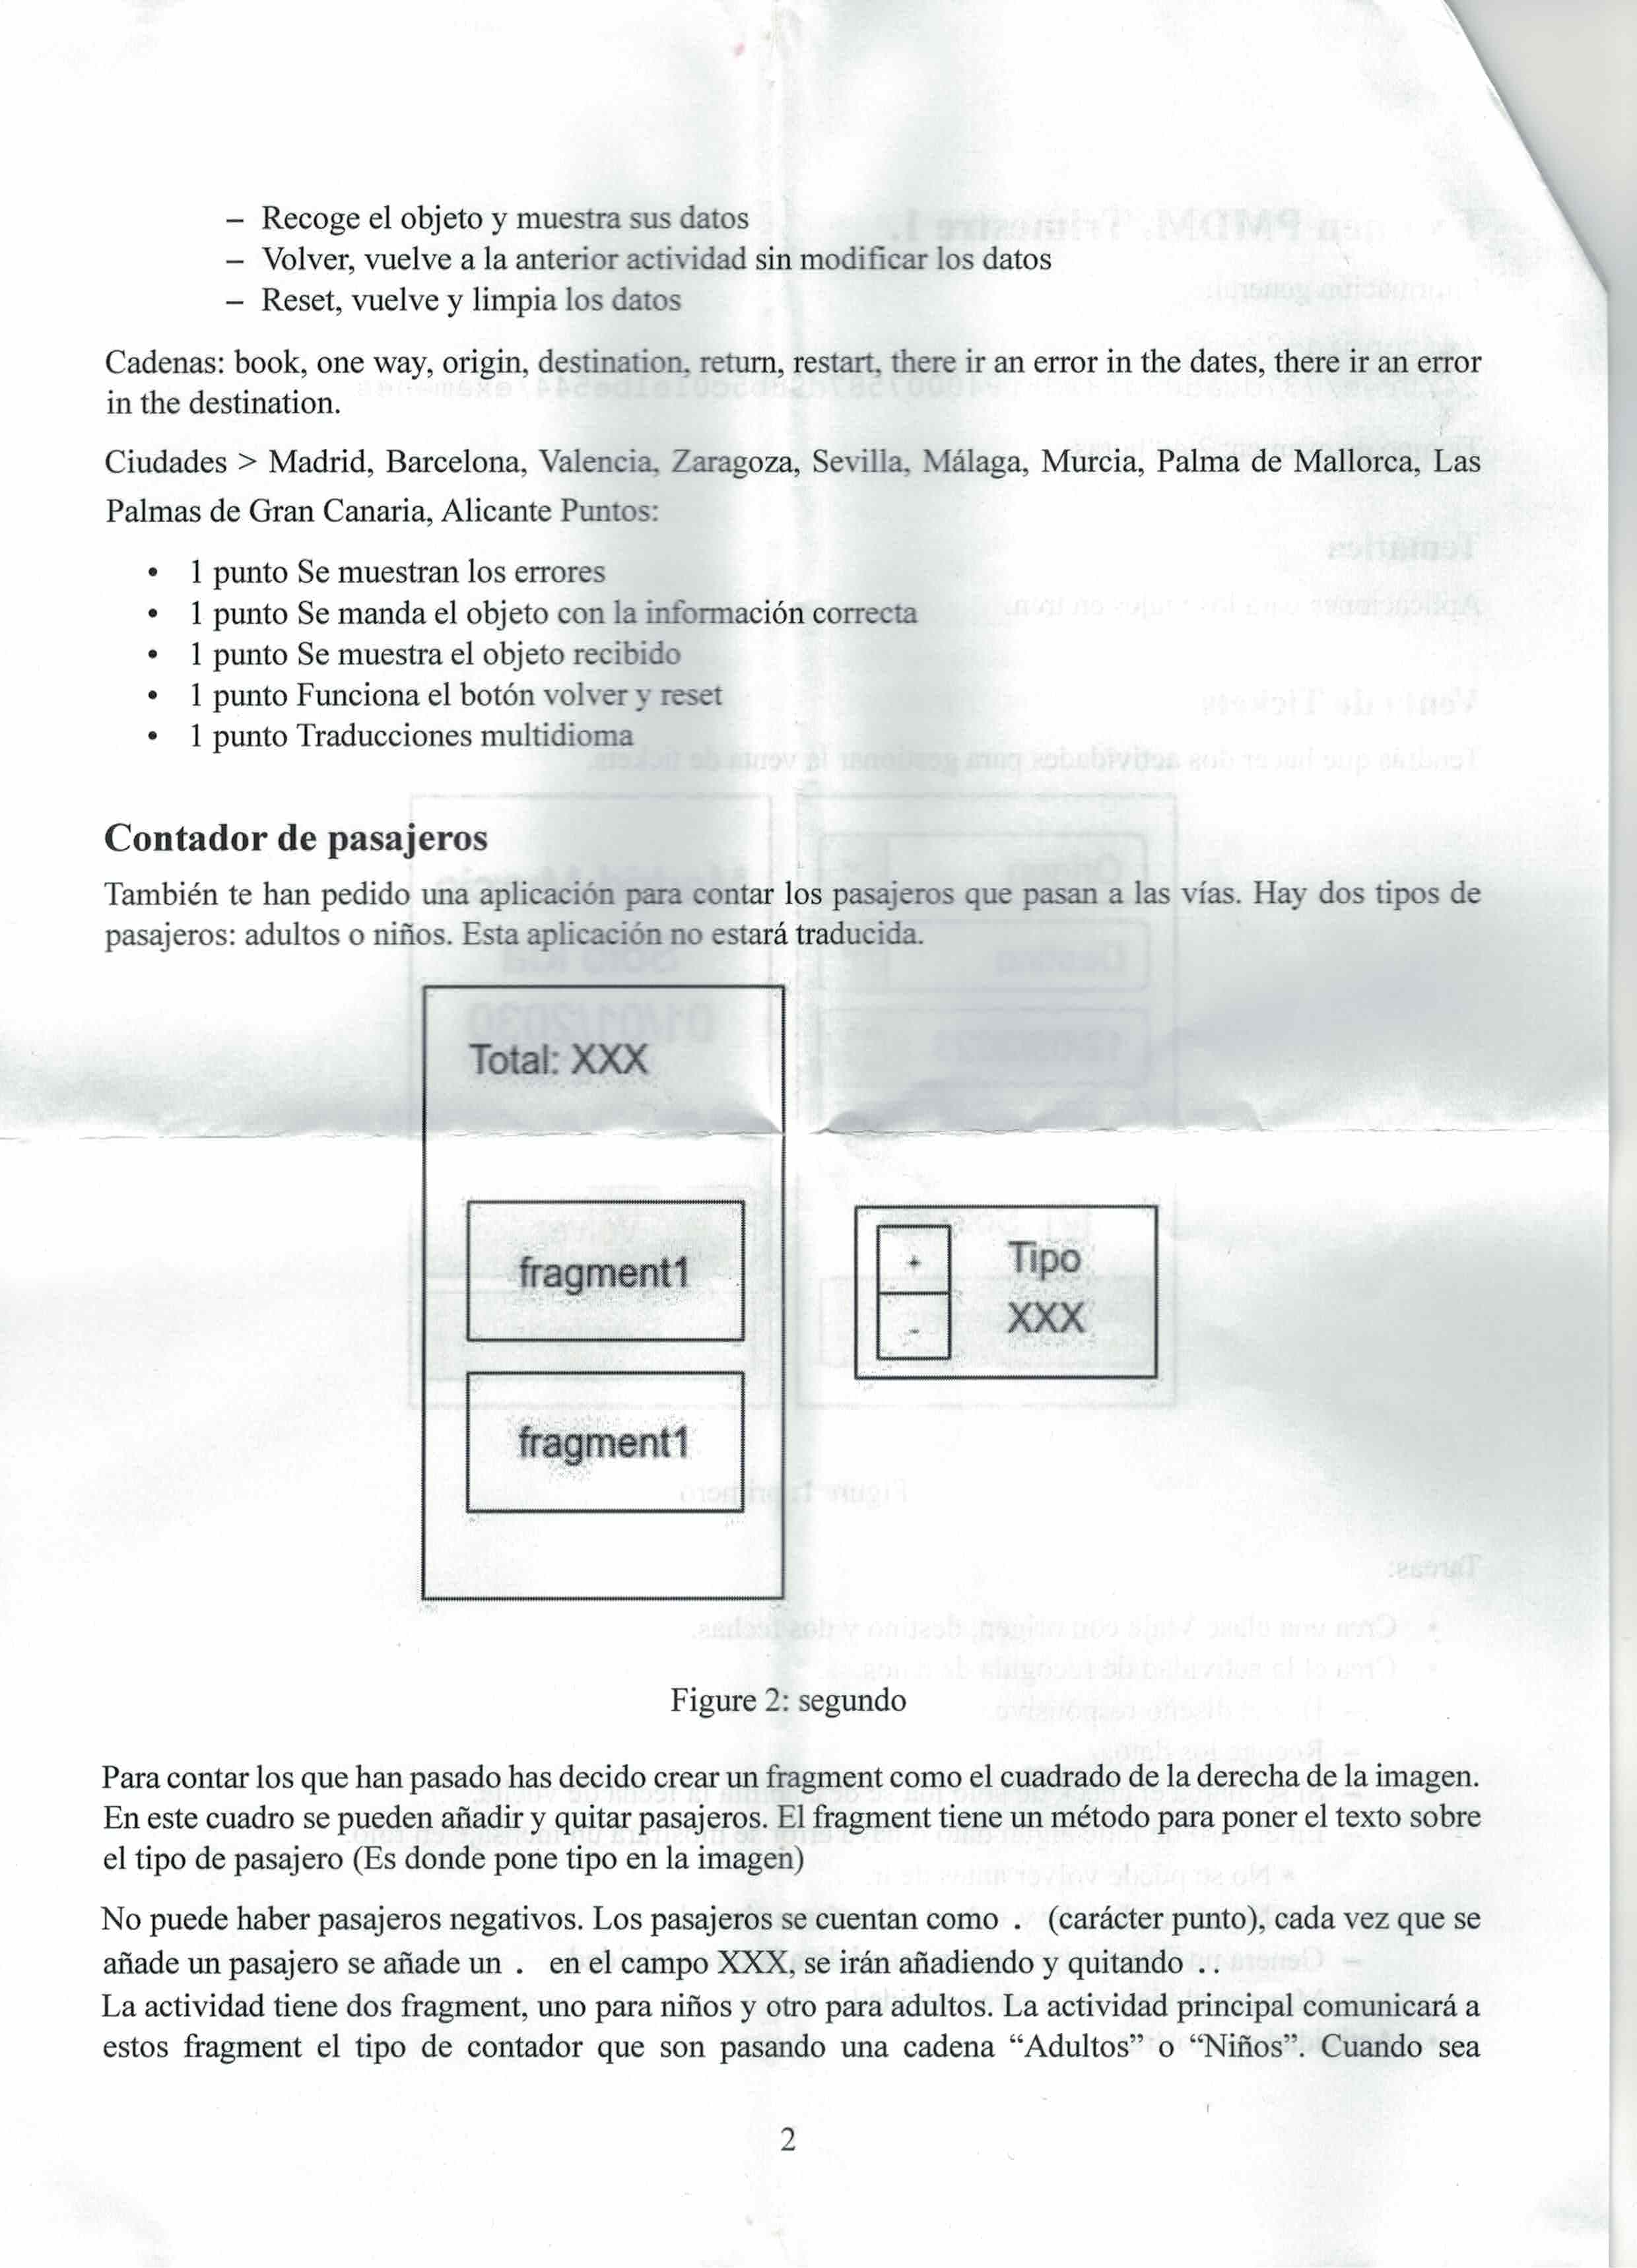 – Recoge el objeto y muestra sus datos
– Volver, vuelve a la anterior actividad sin modificar los datos
– Reset, vuelve y limpia los datos
Cadenas: book, one way, origin, destination, return, restart, there ir an error in the dates, there ir an error
in the destination.
Ciudades > Madrid, Barcelona, Valencia, Zaragoza, Sevilla, Málaga, Murcia, Palma de Mallorca, Las
Palmas de Gran Canaria, Alicante Puntos:
• 1 punto Se muestran los errores
• 1 punto Se manda el objeto con la información correcta
• 1 punto Se muestra el objeto recibido
• 1 punto Funciona el botón volver y reset
• 1 punto Traducciones multidioma
Contador de pasajeros
También te han pedido una aplicación para contar los pasajeros que pasan a las vías. Hay dos tipos de
pasajeros: adultos o niños. Esta aplicación no estará traducida.
Total: XXX
fragment1
fragment1
+
-
Tipo
XXX
Figure 2: segundo
Para contar los que han pasado has decido crear un fragment como el cuadrado de la derecha de la imagen.
En este cuadro se pueden añadir y quitar pasajeros. El fragment tiene un método para poner el texto sobre
el tipo de pasajero (Es donde pone tipo en la imagen)
No puede haber pasajeros negativos. Los pasajeros se cuentan como . (carácter punto), cada vez que se
añade un pasajero se añade un . en el campo XXX, se irán añadiendo y quitando ..
La actividad tiene dos fragment, uno para niños y otro para adultos. La actividad principal comunicará a
estos fragment el tipo de contador que son pasando una cadena “Adultos” o “Niños”. Cuando sea
2